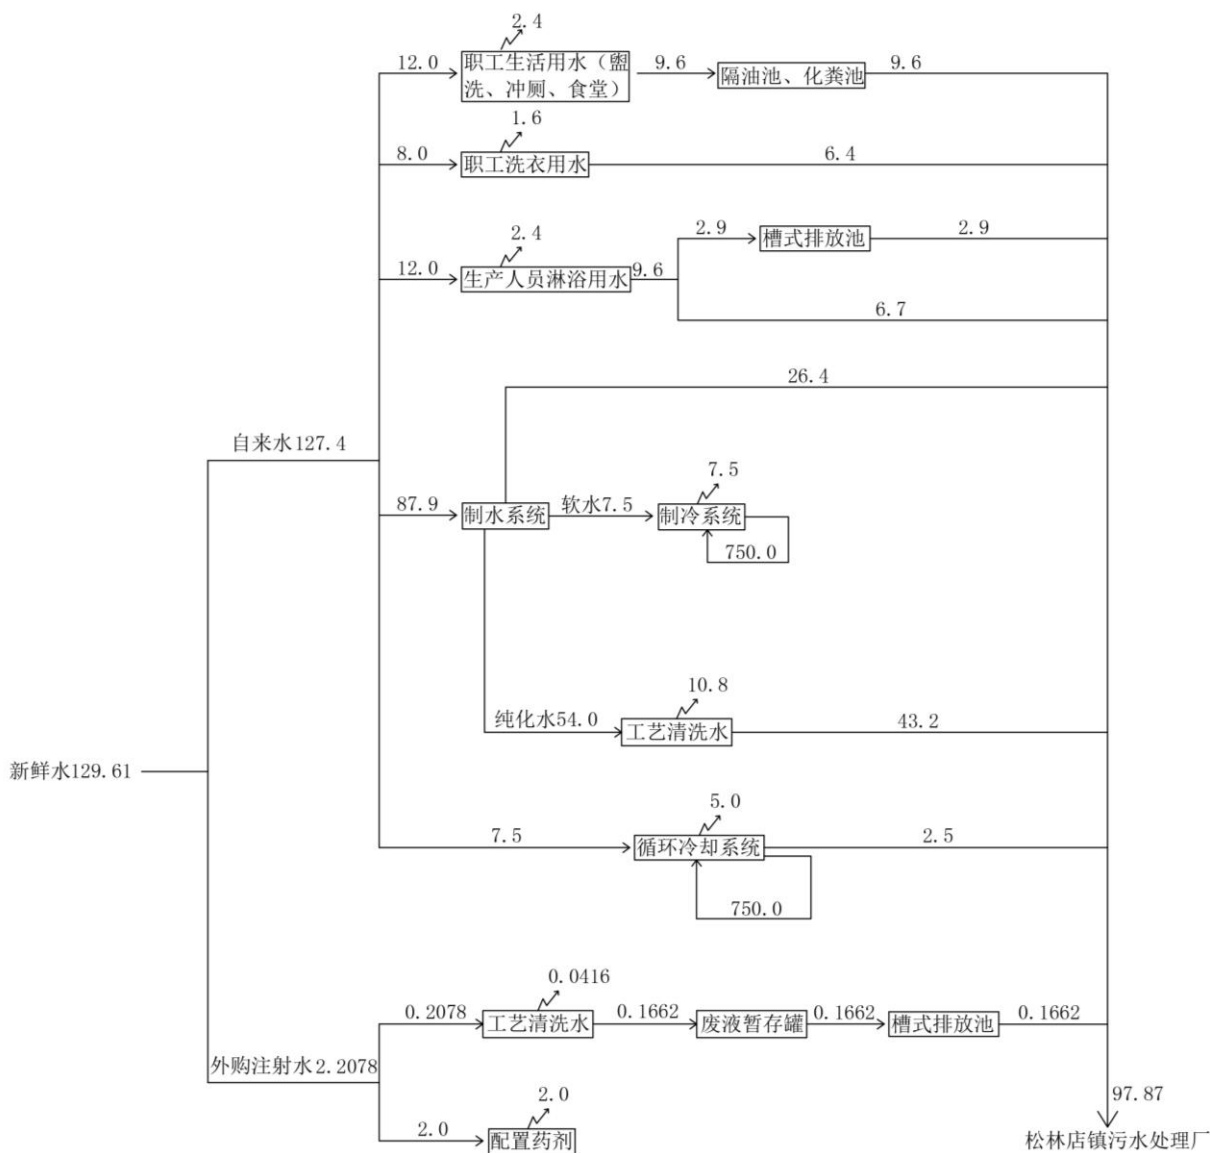 2.4
12.0
职工生活用水（盥
洗、冲厕、食堂）
9.6
隔油池、化粪池
9.6
1.6
8.0
职工洗衣用水
6.4
2.4
12.0
生产人员淋浴用水
9.6
2.9
槽式排放池
2.9
6.7
26.4
自来水127.4
7.5
87.9
制水系统
软水7.5
制冷系统
750.0
10.8
纯化水54.0
工艺清洗水
43.2
新鲜水129.61
5.0
7.5
循环冷却系统
2.5
750.0
0.0416
0.2078
工艺清洗水
0.1662
废液暂存罐
0.1662
槽式排放池
0.1662
外购注射水2.2078
2.0
2.0
配置药剂
97.87
松林店镇污水处理厂